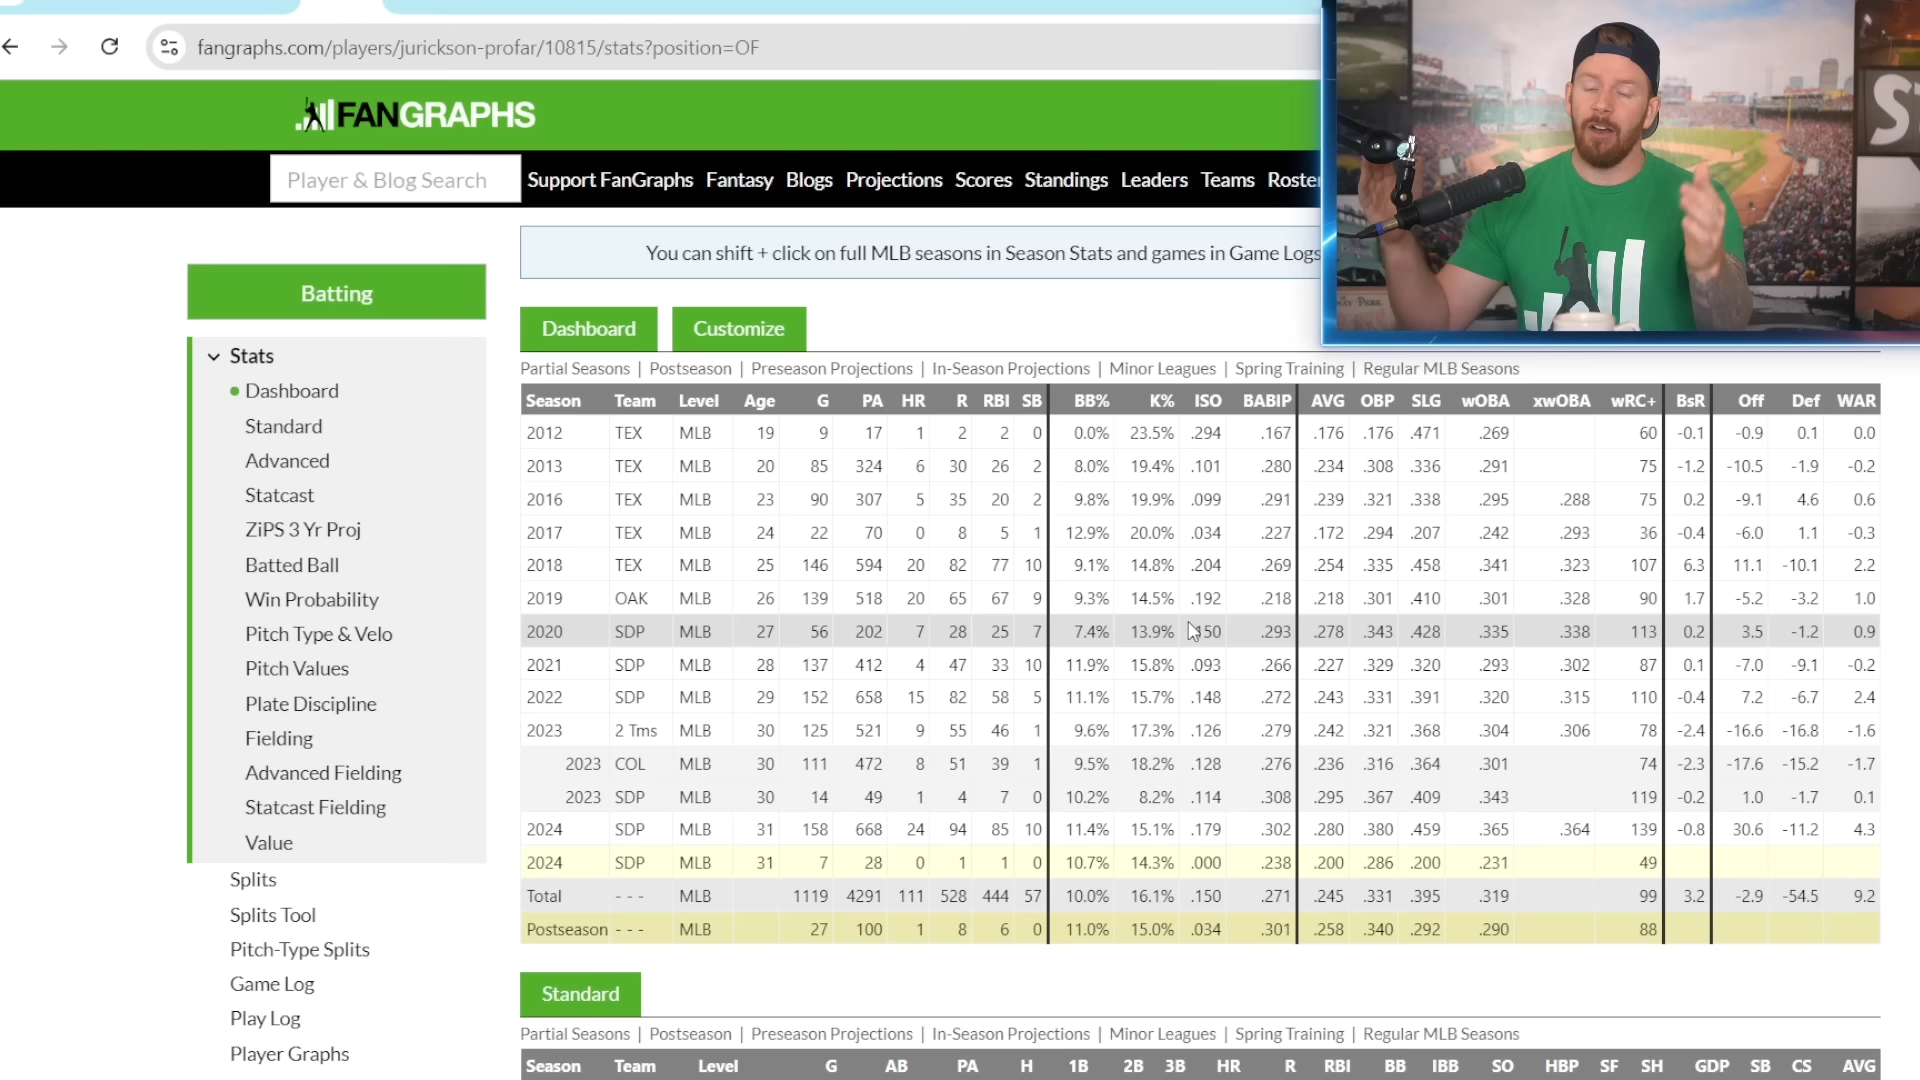 fangraphs.com/players/jurickson-profar/10815/stats?position=OF
FANGRAPHS
Player & Blog Search Support FanGraphs Fantasy Blogs Projections Scores Standings Leaders Teams Roster
You can shift + click on full MLB seasons in Season Stats and games in Game Logs
Batting
Stats
Dashboard
Standard
Advanced
Statcast
ZiPS 3 Yr Proj
Batted Ball
Win Probability
Pitch Type & Velo
Pitch Values
Plate Discipline
Fielding
Advanced Fielding
Statcast Fielding
Value
Splits
Splits Tool
Pitch-Type Splits
Game Log
Play Log
Player Graphs
Dashboard Customize
Partial Seasons | Postseason | Preseason Projections | In-Season Projections | Minor Leagues | Spring Training | Regular MLB Seasons
Season Team Level Age G PA HR R RBI SB BB% K% ISO BABIP AVG OBP SLG wOBA xwOBA wRC+ BsR Off Def WAR
2012 TEX MLB 19 9 17 1 2 2 0 0.0% 23.5% .294 .167 .176 .176 .471 .269 60 -0.1 -0.9 0.1 0.0
2013 TEX MLB 20 85 324 6 30 26 2 8.0% 19.4% .101 .280 .234 .308 .336 .291 75 -1.2 -10.5 -1.9 -0.2
2016 TEX MLB 23 90 307 5 35 20 2 9.8% 19.9% .099 .291 .239 .321 .338 .295 .288 75 0.2 -9.1 4.6 0.6
2017 TEX MLB 24 22 70 0 8 5 1 12.9% 20.0% .034 .227 .172 .294 .207 .242 .293 36 -0.4 -6.0 1.1 -0.3
2018 TEX MLB 25 146 594 20 82 77 10 9.1% 14.8% .204 .269 .254 .335 .458 .341 .323 107 6.3 11.1 -10.1 2.2
2019 OAK MLB 26 139 518 20 65 67 9 9.3% 14.5% .192 .218 .218 .301 .410 .301 .328 90 1.7 -5.2 -3.2 1.0
2020 SDP MLB 27 56 202 7 28 25 7 7.4% 13.9% .150 .293 .278 .343 .428 .335 .338 113 0.2 3.5 -1.2 0.9
2021 SDP MLB 28 137 412 4 47 33 10 11.9% 15.8% .093 .266 .227 .329 .320 .293 .302 87 0.1 -7.0 -9.1 -0.2
2022 SDP MLB 29 152 658 15 82 58 5 11.1% 15.7% .148 .272 .243 .331 .391 .320 .315 110 -0.4 7.2 -6.7 2.4
2023 2 Tms MLB 30 125 521 9 55 46 1 9.6% 17.3% .126 .279 .242 .321 .368 .304 .306 78 -2.4 -16.6 -16.8 -1.6
2023 COL MLB 30 111 472 8 51 39 1 9.5% 18.2% .128 .276 .236 .316 .364 .301 74 -2.3 -17.6 -15.2 -1.7
2023 SDP MLB 30 14 49 1 4 7 0 10.2% 8.2% .114 .308 .295 .367 .409 .343 119 -0.2 1.0 -1.7 0.1
2024 SDP MLB 31 158 668 24 94 85 10 11.4% 15.1% .179 .302 .280 .380 .459 .365 .364 139 -0.8 30.6 -11.2 4.3
2024 SDP MLB 31 7 28 0 1 1 0 10.7% 14.3% .000 .238 .200 .286 .200 .231 49
Total - - - MLB 1119 4291 111 528 444 57 10.0% 16.1% .150 .271 .245 .331 .395 .319 99 3.2 -2.9 -54.5 9.2
Postseason - - - MLB 27 100 1 8 6 0 11.0% 15.0% .034 .301 .258 .340 .292 .290 88
Standard
Partial Seasons | Postseason | Preseason Projections | In-Season Projections | Minor Leagues | Spring Training | Regular MLB Seasons
Season Team Level G AB PA H 1B 2B 3B HR R RBI BB IBB SO HBP SF SH GDP SB CS AVG